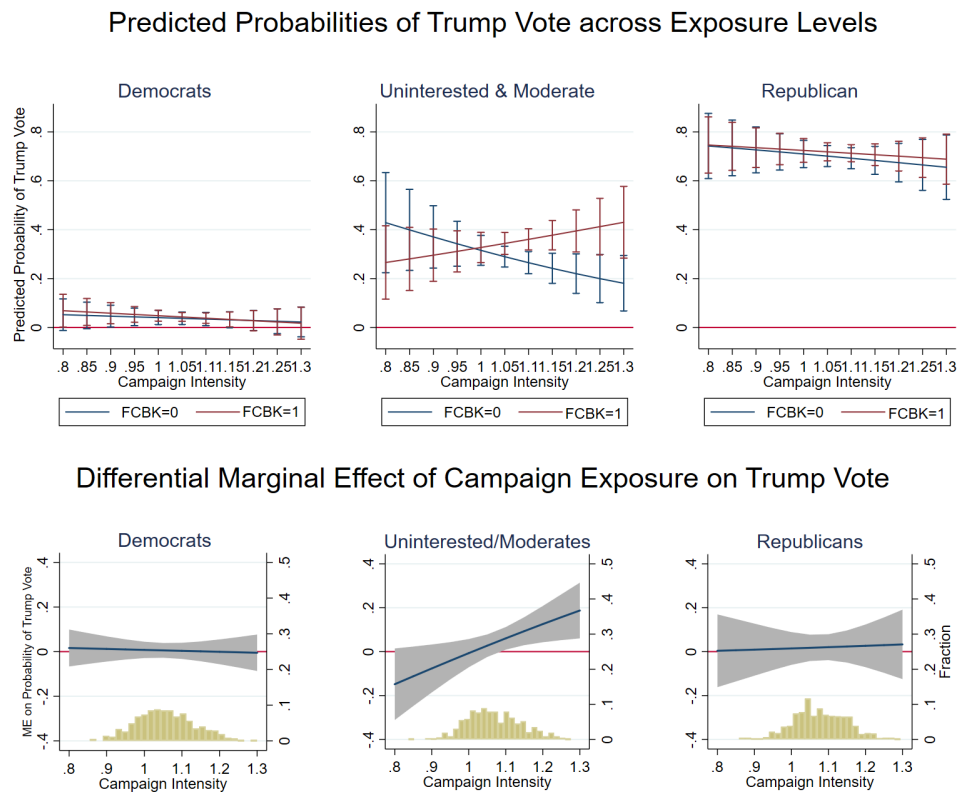 Predicted Probabilities of Trump Vote across Exposure Levels
Democrats
Uninterested & Moderate
Republican
Predicted Probability of Trump Vote
.8
.6
.4
.2
0
.8
.6
.4
.2
0
.8
.6
.4
.2
0
.8 .85 .9 .95 1 1.051.11.151.21.251.3
.8 .85 .9 .95 1 1.051.11.151.21.251.3
.8 .85 .9 .95 1 1.051.11.151.21.251.3
Campaign Intensity
Campaign Intensity
Campaign Intensity
FCBK=0 FCBK=1
FCBK=0 FCBK=1
FCBK=0 FCBK=1
Differential Marginal Effect of Campaign Exposure on Trump Vote
Democrats
Uninterested/Moderates
Republicans
ME on Probability of Trump Vote
.4
.2
0
-.2
-.4
.5
.4
.3
.2
.1
0
.4
.2
0
-.2
-.4
.5
.4
.3
.2
.1
0
.4
.2
0
-.2
-.4
.5
.4
.3
.2
.1
0
Fraction
.8 .9 1 1.1 1.2 1.3
.8 .9 1 1.1 1.2 1.3
.8 .9 1 1.1 1.2 1.3
Campaign Intensity
Campaign Intensity
Campaign Intensity